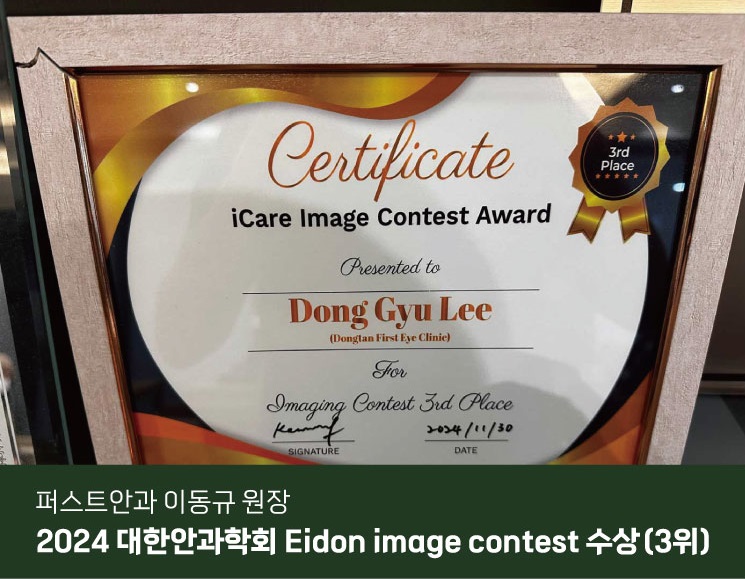 Certificate
3rd
Place
iCare Image Contest Award
Presented to
Dong Gyu Lee
(Dongtan First Eye Clinic)
For
Imaging Contest 3rd Place
2024/11/30
SIGNATURE
DATE
퍼스트안과 이동규 원장
2024 대한안과학회 Eidon image contest 수상(3위)